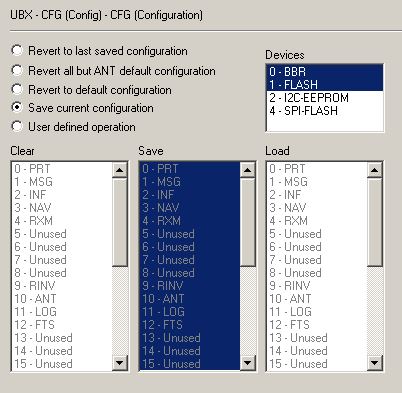 UBX - CFG (Config) - CFG (Configuration)
Revert to last saved configuration
Revert all but ANT default configuration
Revert to default configuration
Save current configuration
User defined operation
Devices
0 - BBR
1 - FLASH
2 - I2C-EEPROM
4 - SPI-FLASH
Clear
0 - PRT
1 - MSG
2 - INF
3 - NAV
4 - RXM
5 - Unused
6 - Unused
7 - Unused
8 - Unused
9 - RINV
10 - ANT
11 - LOG
12 - FTS
13 - Unused
14 - Unused
15 - Unused
Save
0 - PRT
1 - MSG
2 - INF
3 - NAV
4 - RXM
5 - Unused
6 - Unused
7 - Unused
8 - Unused
9 - RINV
10 - ANT
11 - LOG
12 - FTS
13 - Unused
14 - Unused
15 - Unused
Load
0 - PRT
1 - MSG
2 - INF
3 - NAV
4 - RXM
5 - Unused
6 - Unused
7 - Unused
8 - Unused
9 - RINV
10 - ANT
11 - LOG
12 - FTS
13 - Unused
14 - Unused
15 - Unused